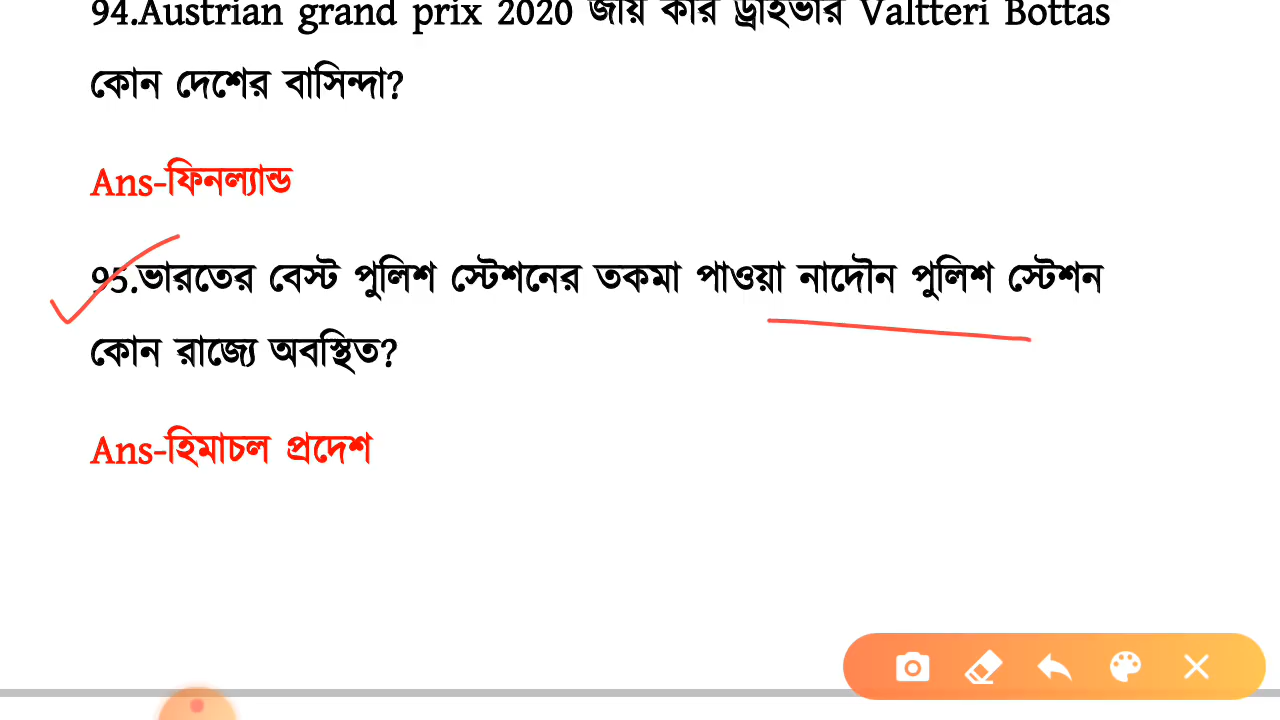 94.Austrian grand prix 2020 জয়ি কার ড্রাইভার Valtteri Bottas
কোন দেশের বাসিন্দা?
Ans-ফিনল্যান্ড
95.ভারতের বেস্ট পুলিশ স্টেশনের তকমা পাওয়া নাদৌন পুলিশ স্টেশন
কোন রাজ্যে অবস্থিত?
Ans-হিমাচল প্রদেশ